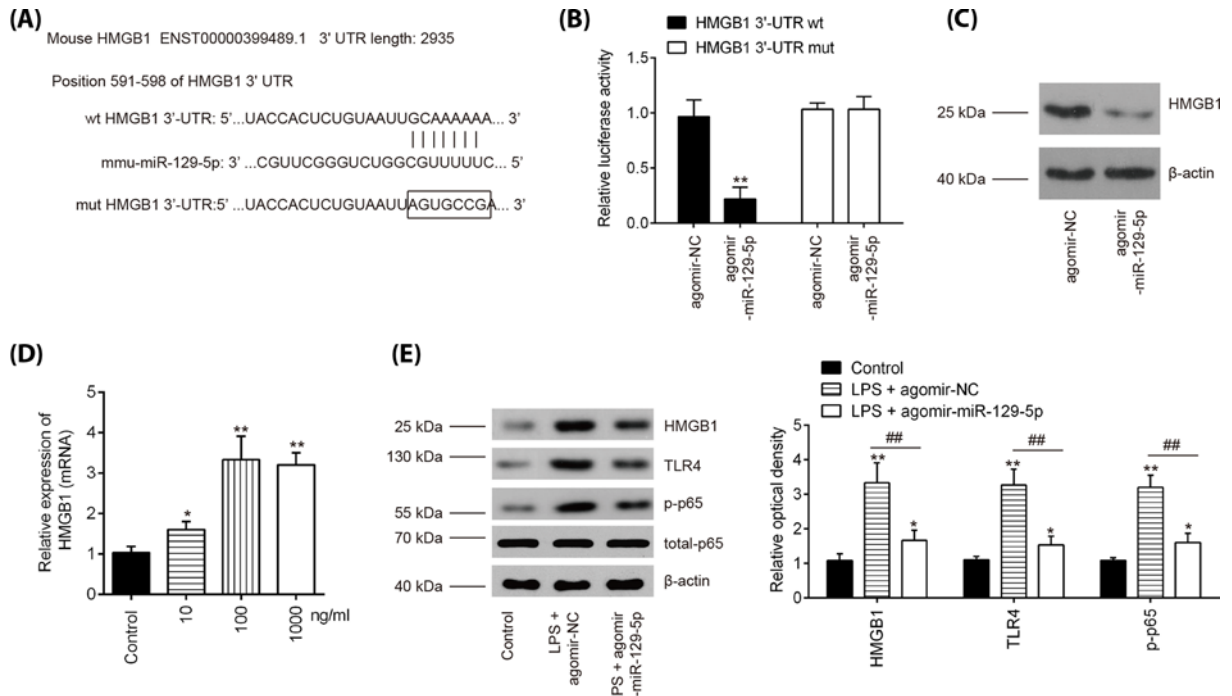 (A)
Mouse HMGB1 ENST00000399489.1 3' UTR length: 2935
Position 591-598 of HMGB1 3' UTR
wt HMGB1 3'-UTR: 5'...UACCACUCUGUAAUUGCAAAAAA... 3'
mmu-miR-129-5p: 3' ...CGUUCGGGUCUGGCGUUUUUC... 5'
mut HMGB1 3'-UTR:5' ...UACCACUCUGUAAUUAGUGCCGA... 3'
(B)
HMGB1 3'-UTR wt
HMGB1 3'-UTR mut
Relative luciferase activity
1.5
1.0
0.5
0.0
**
agomir-NC
agomir
-miR-129-5p
agomir-NC
agomir
-miR-129-5p
(C)
25 kDa
HMGB1
40 kDa
β-actin
agomir-NC
agomir
-miR-129-5p
(D)
Relative expression of
HMGB1 (mRNA)
5
4
3
2
1
0
*
**
**
Control
10
100
1000
ng/ml
(E)
25 kDa
HMGB1
130 kDa
TLR4
55 kDa
p-p65
70 kDa
total-p65
40 kDa
β-actin
Control
LPS +
agomir-NC
PS + agomir
-miR-129-5p
Control
LPS + agomir-NC
LPS + agomir-miR-129-5p
Relative optical density
5
4
3
2
1
0
##
**
*
##
**
*
##
**
*
HMGB1
TLR4
p-p65